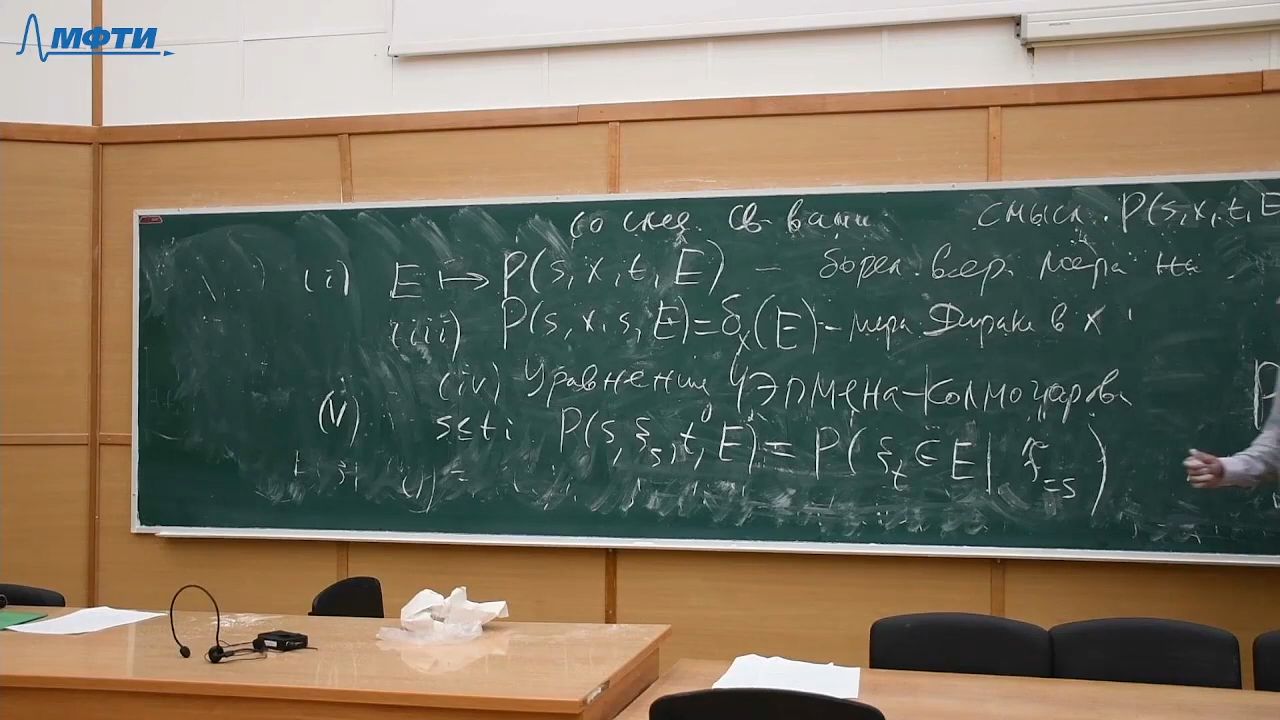 МФТИ
со след. св-вами
смысл. P(s,x,t,E
(i) E ↦ P(s,x,t,E) – борел. вер. мера на
(iii) P(s,x,s,E)=δ_x(E) – мера Дирака в x
(iv) Уравнение Чэпмена-Колмогорова
(v) s≤t: P(s,ξ_s,t,E)=P(ξ_t∈E|ℱ_{=s})